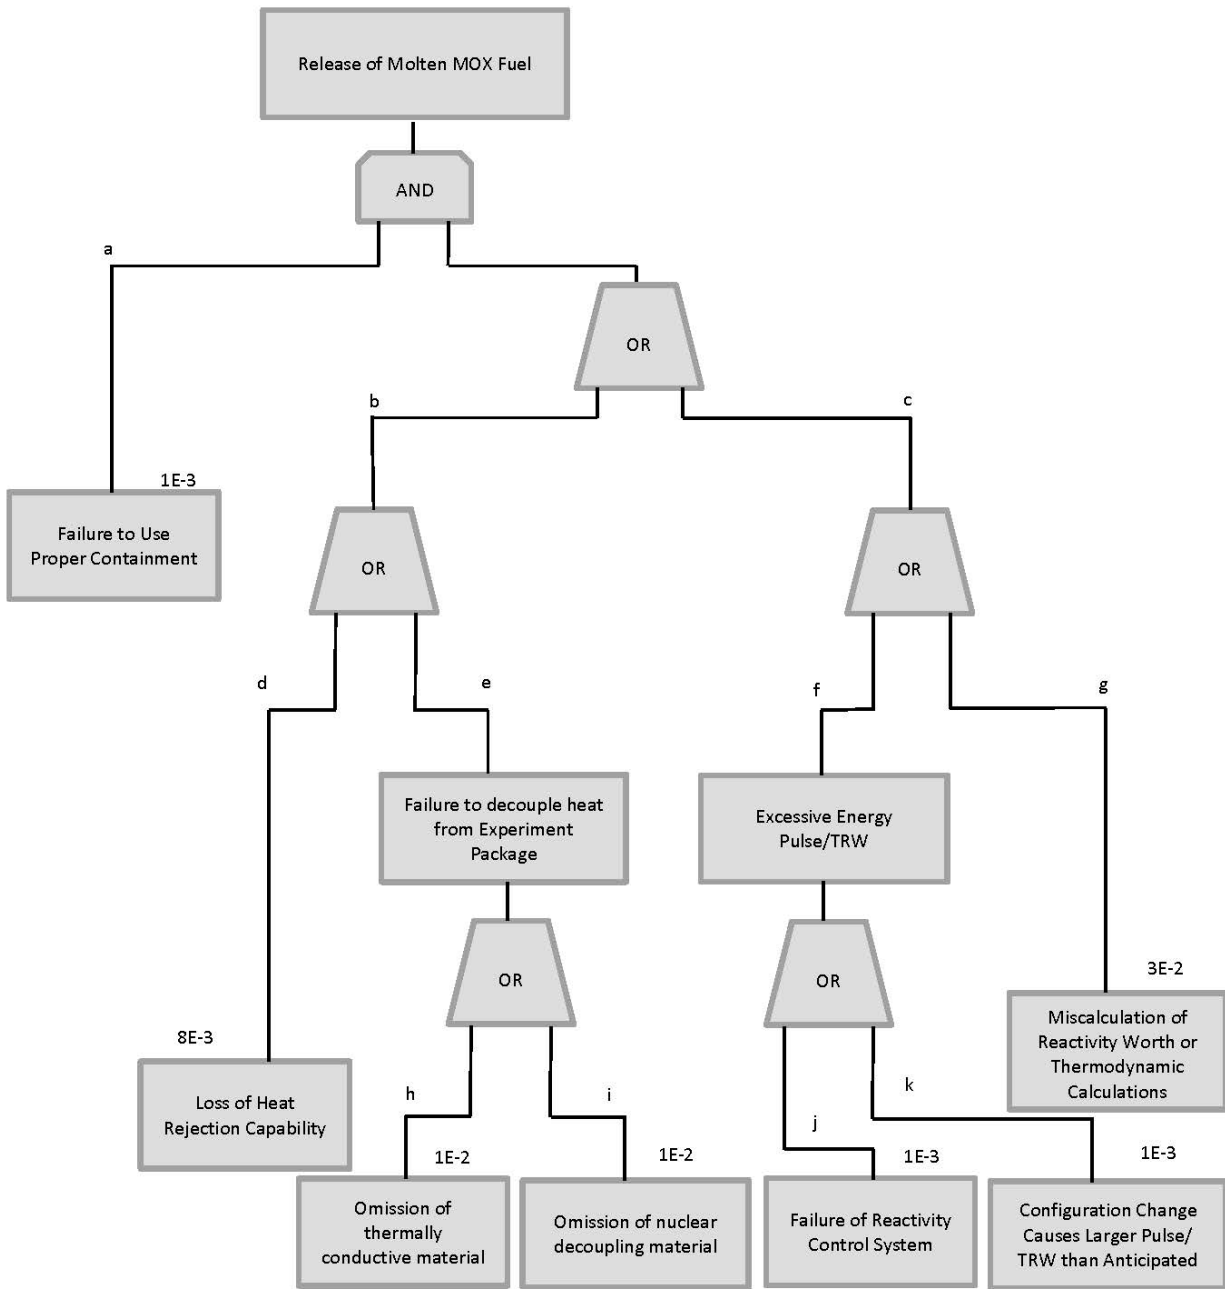 Release of Molten MOX Fuel
AND
a
OR
b
c
1E-3
Failure to Use
Proper Containment
OR
OR
d
e
f
g
Failure to decouple heat
from Experiment
Package
Excessive Energy
Pulse/TRW
OR
OR
3E-2
Miscalculation of
Reactivity Worth or
Thermodynamic
Calculations
8E-3
Loss of Heat
Rejection Capability
h
i
j
k
1E-2
Omission of
thermally
conductive material
1E-2
Omission of nuclear
decoupling material
1E-3
Failure of Reactivity
Control System
1E-3
Configuration Change
Causes Larger Pulse/
TRW than Anticipated